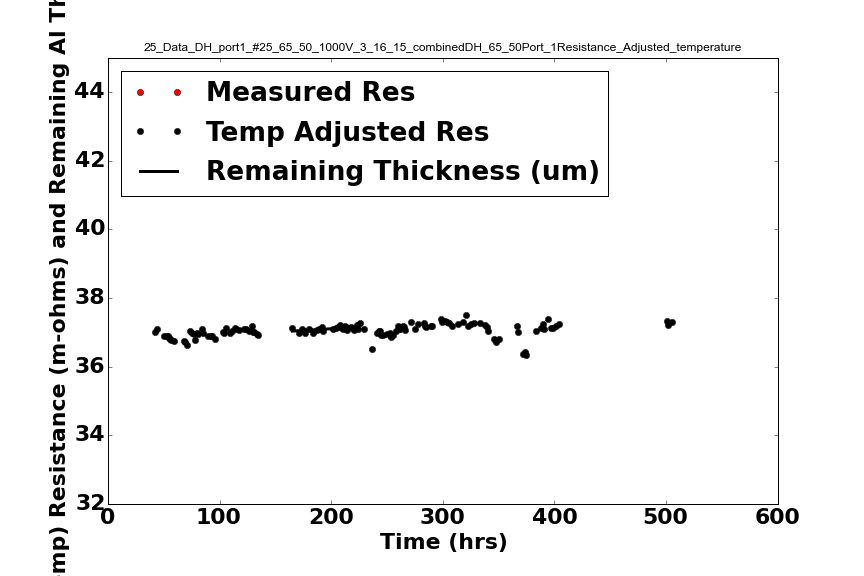 25_Data_DH_port1_#25_65_50_1000V_3_16_15_combinedDH_65_50Port_1Resistance_Adjusted_temperature
Measured Res
Temp Adjusted Res
Remaining Thickness (um)
44
42
40
38
36
34
32
0 100 200 300 400 500 600
Time (hrs)
mp) Resistance (m-ohms) and Remaining Al Th